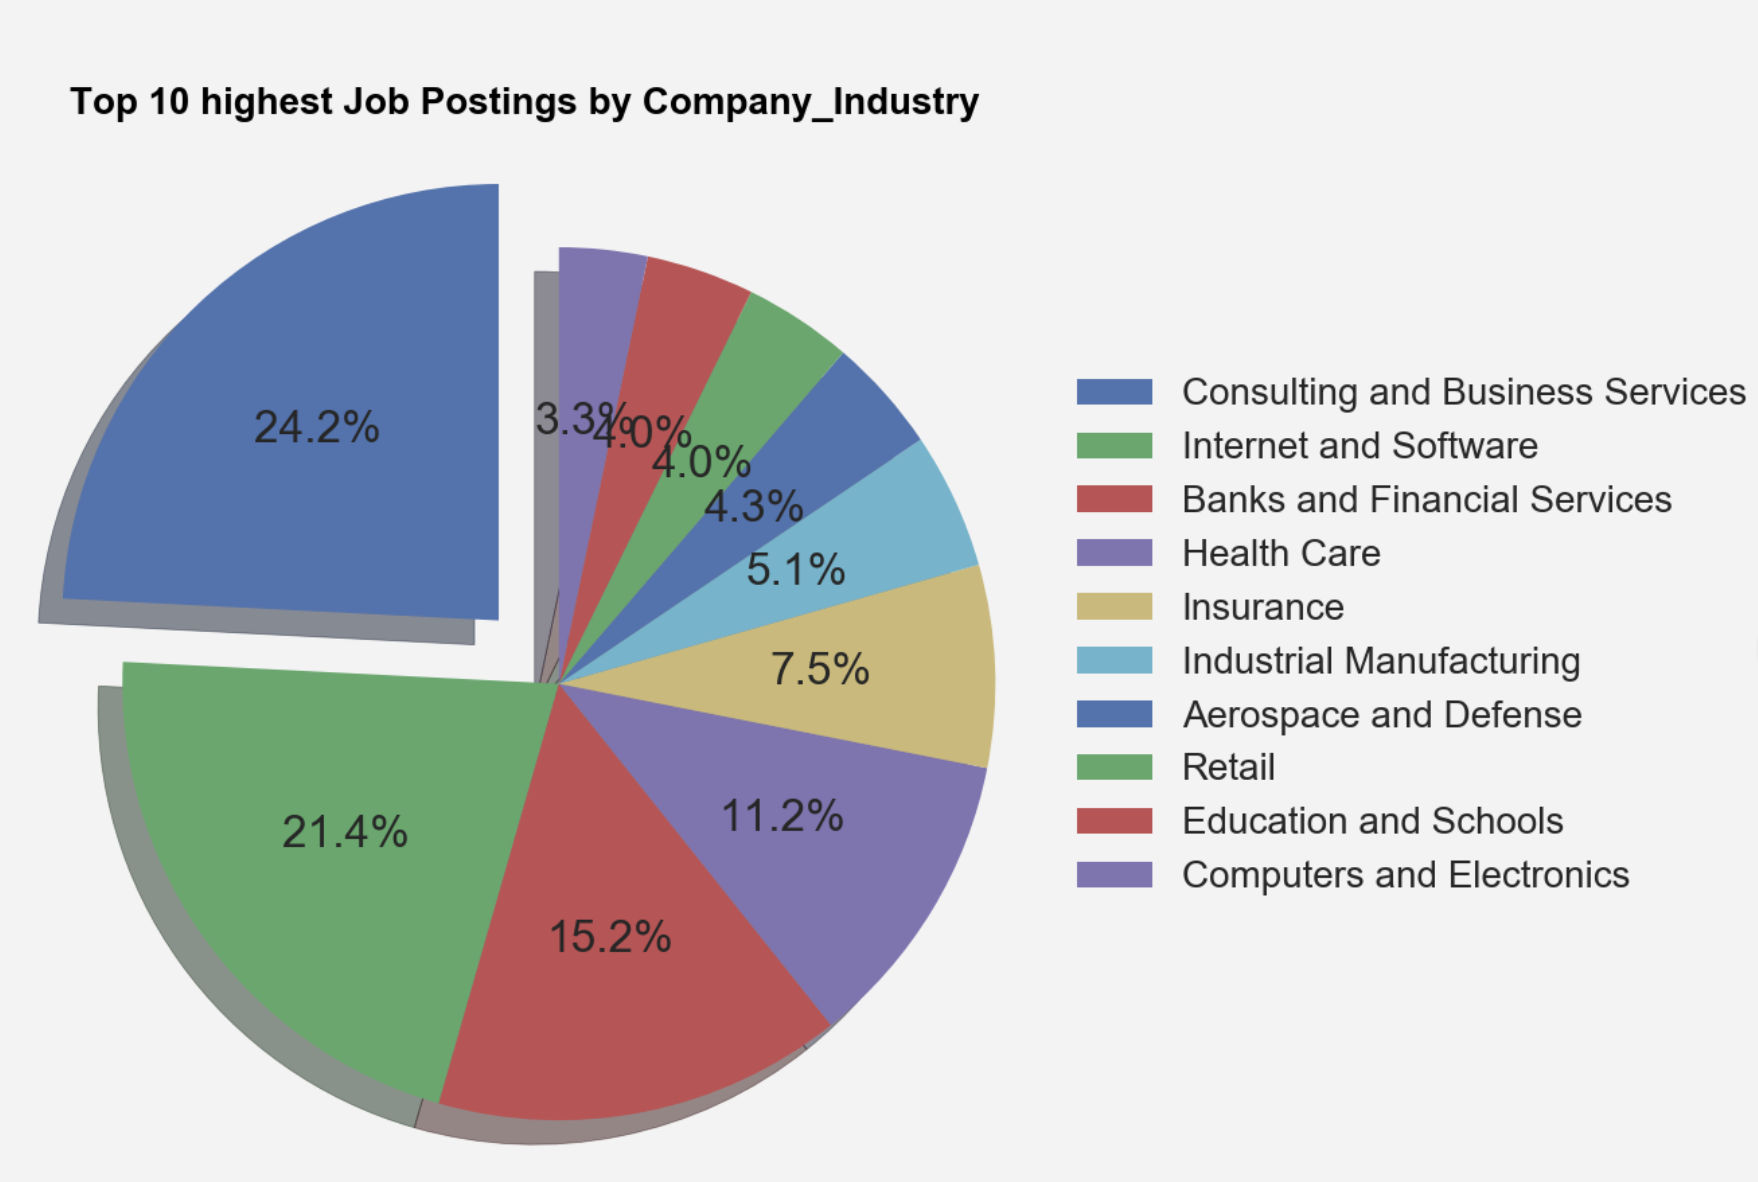 Top 10 highest Job Postings by Company_Industry
24.2%
3.3%
4.0%
4.0%
4.3%
5.1%
7.5%
11.2%
15.2%
21.4%
Consulting and Business Services
Internet and Software
Banks and Financial Services
Health Care
Insurance
Industrial Manufacturing
Aerospace and Defense
Retail
Education and Schools
Computers and Electronics